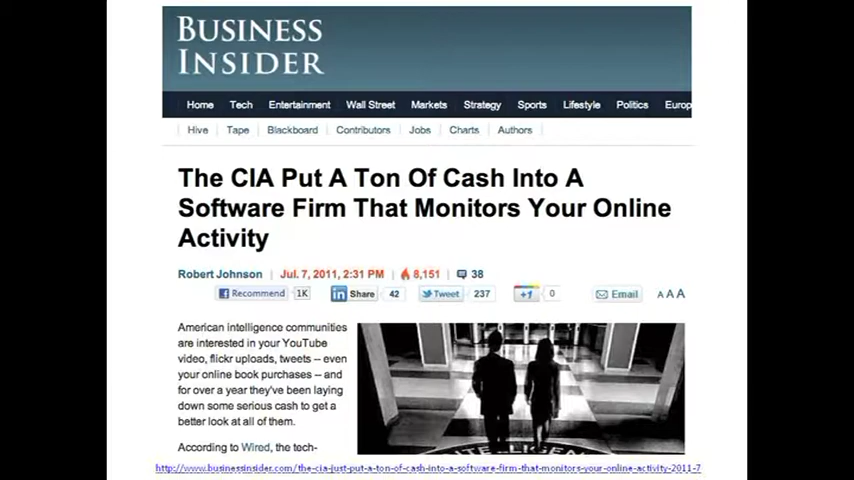 BUSINESS
INSIDER
Home Tech Entertainment Wall Street Markets Strategy Sports Lifestyle Politics Europ
Hive Tape Blackboard Contributors Jobs Charts Authors
The CIA Put A Ton Of Cash Into A
Software Firm That Monitors Your Online
Activity
Robert Johnson | Jul. 7, 2011, 2:31 PM | 8,151 | 38
Recommend 1K in Share 42 Tweet 237 +1 0 Email A A A
American intelligence communities
are interested in your YouTube
video, flickr uploads, tweets -- even
your online book purchases -- and
for over a year they've been laying
down some serious cash to get a
better look at all of them.
According to Wired, the tech-
http://www.businessinsider.com/the-cia-just-put-a-ton-of-cash-into-a-software-firm-that-monitors-your-online-activity-2011-7